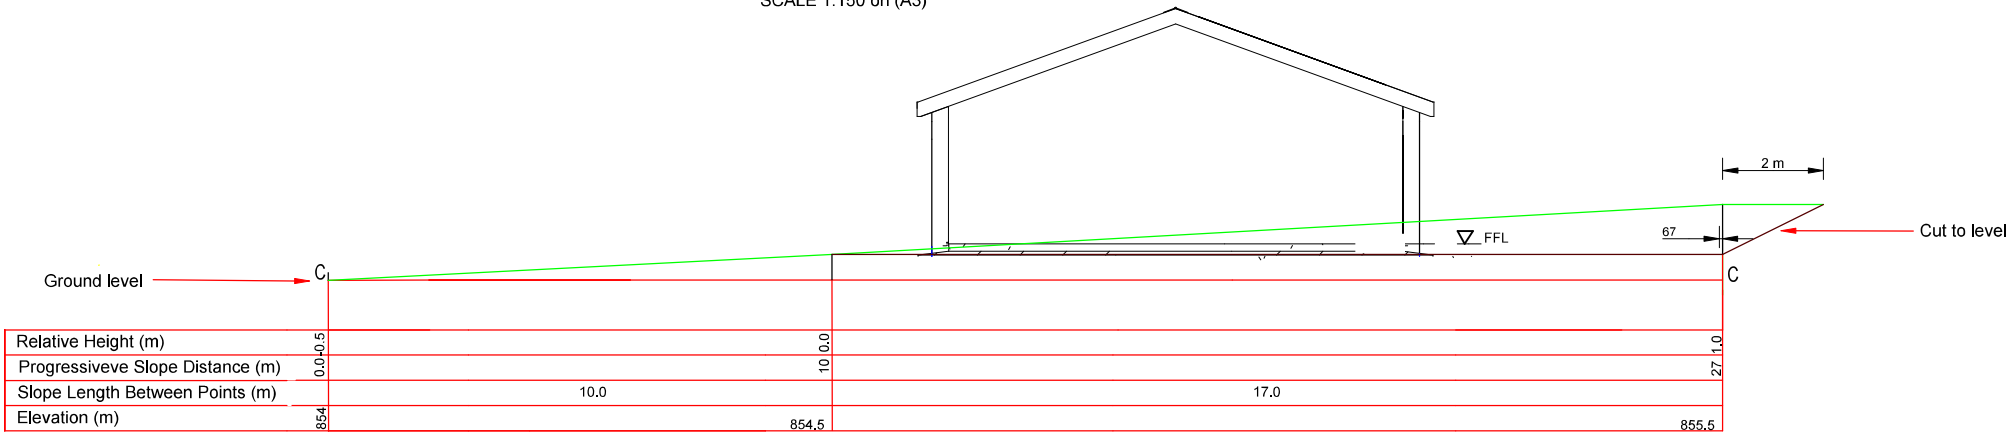 SCALE 1:150 on (A3)
2 m
67
FFL
Cut to level
Ground level
C
C
Relative Height (m) -0.5 0.0 1.0
Progressiveve Slope Distance (m) 0.0 10 27
Slope Length Between Points (m) 10.0 17.0
Elevation (m) 854 854.5 855.5